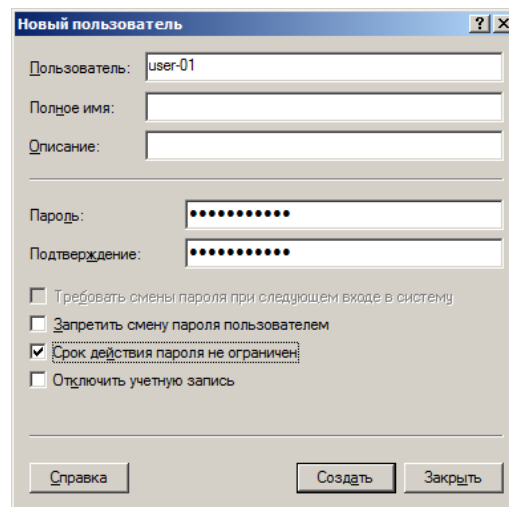 Новый пользователь
Пользователь: user-01
Полное имя:
Описание:
Пароль: •••••••••••
Подтверждение: •••••••••••
Требовать смены пароля при следующем входе в систему
Запретить смену пароля пользователем
Срок действия пароля не ограничен
Отключить учетную запись
Справка Создать Закрыть